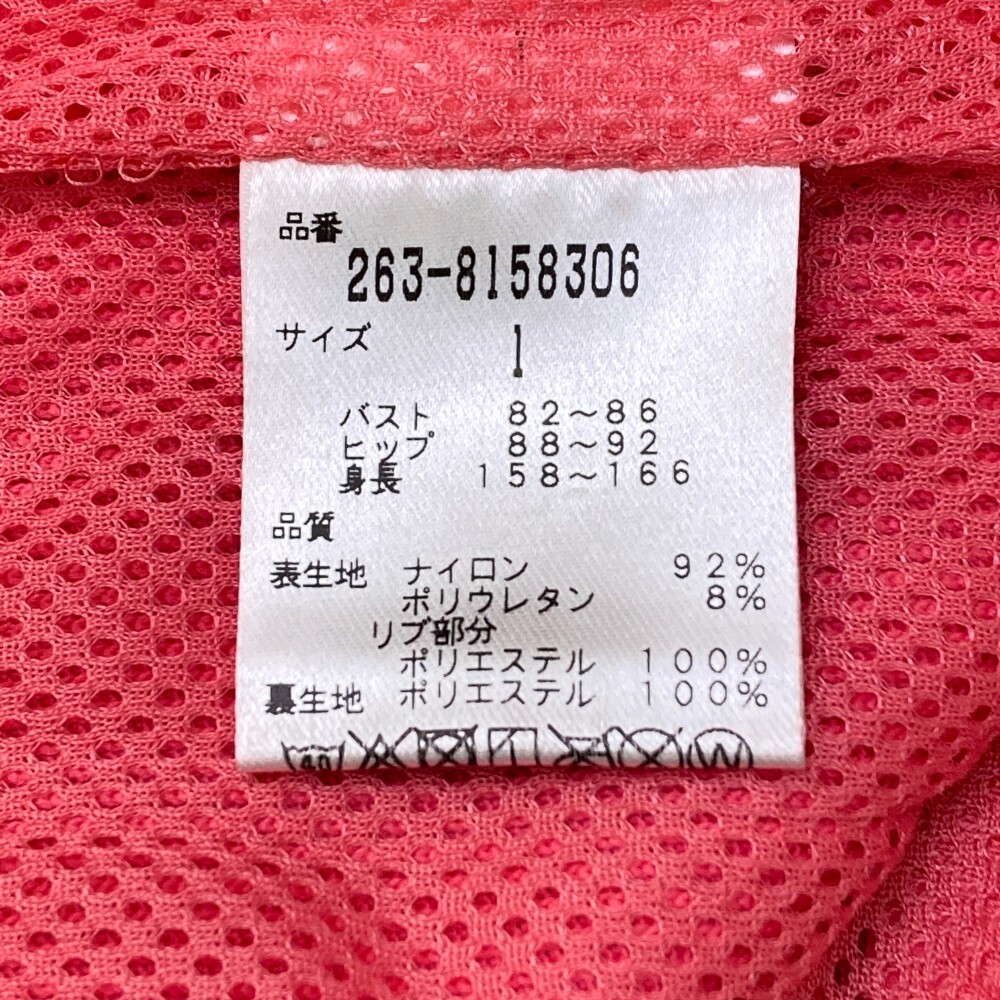 品番
263-8158306
サイズ 1
バスト 82～86
ヒップ 88～92
身長 158～166
品質
表生地 ナイロン 92%
ポリウレタン 8%
リブ部分
ポリエステル 100%
裏生地 ポリエステル 100%